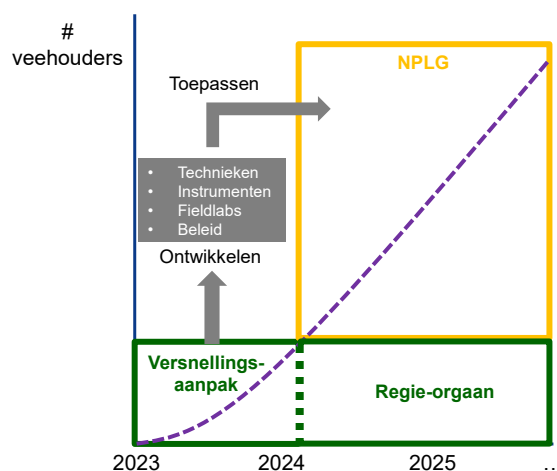 #
veehouders
NPLG
Toepassen
• Technieken
• Instrumenten
• Fieldlabs
• Beleid
Ontwikkelen
Versnellings-
aanpak
Regie-orgaan
2023 2024 2025 ..